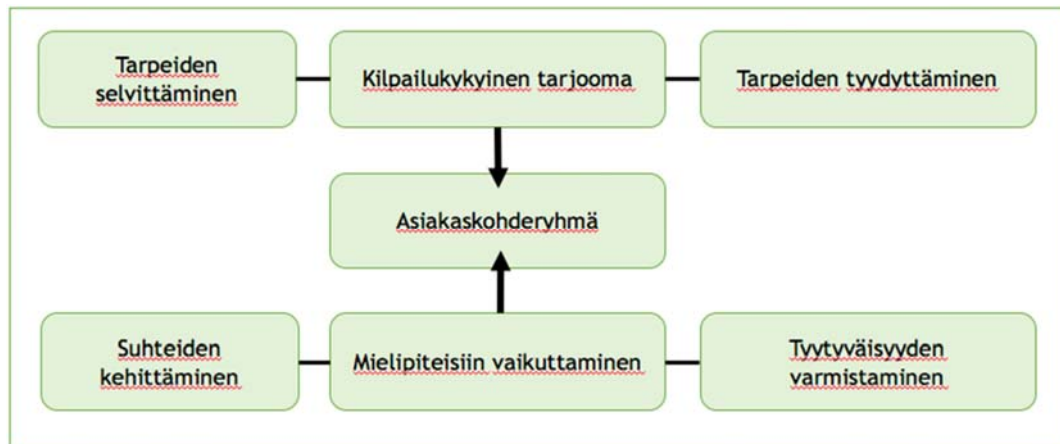 Tarpeiden
selvittäminen
Kilpailukykyinen tarjooma
Tarpeiden tyydyttäminen
Asiakaskohderyhmä
Suhteiden
kehittäminen
Mielipiteisiin vaikuttaminen
Tyytyväisyyden
varmistaminen